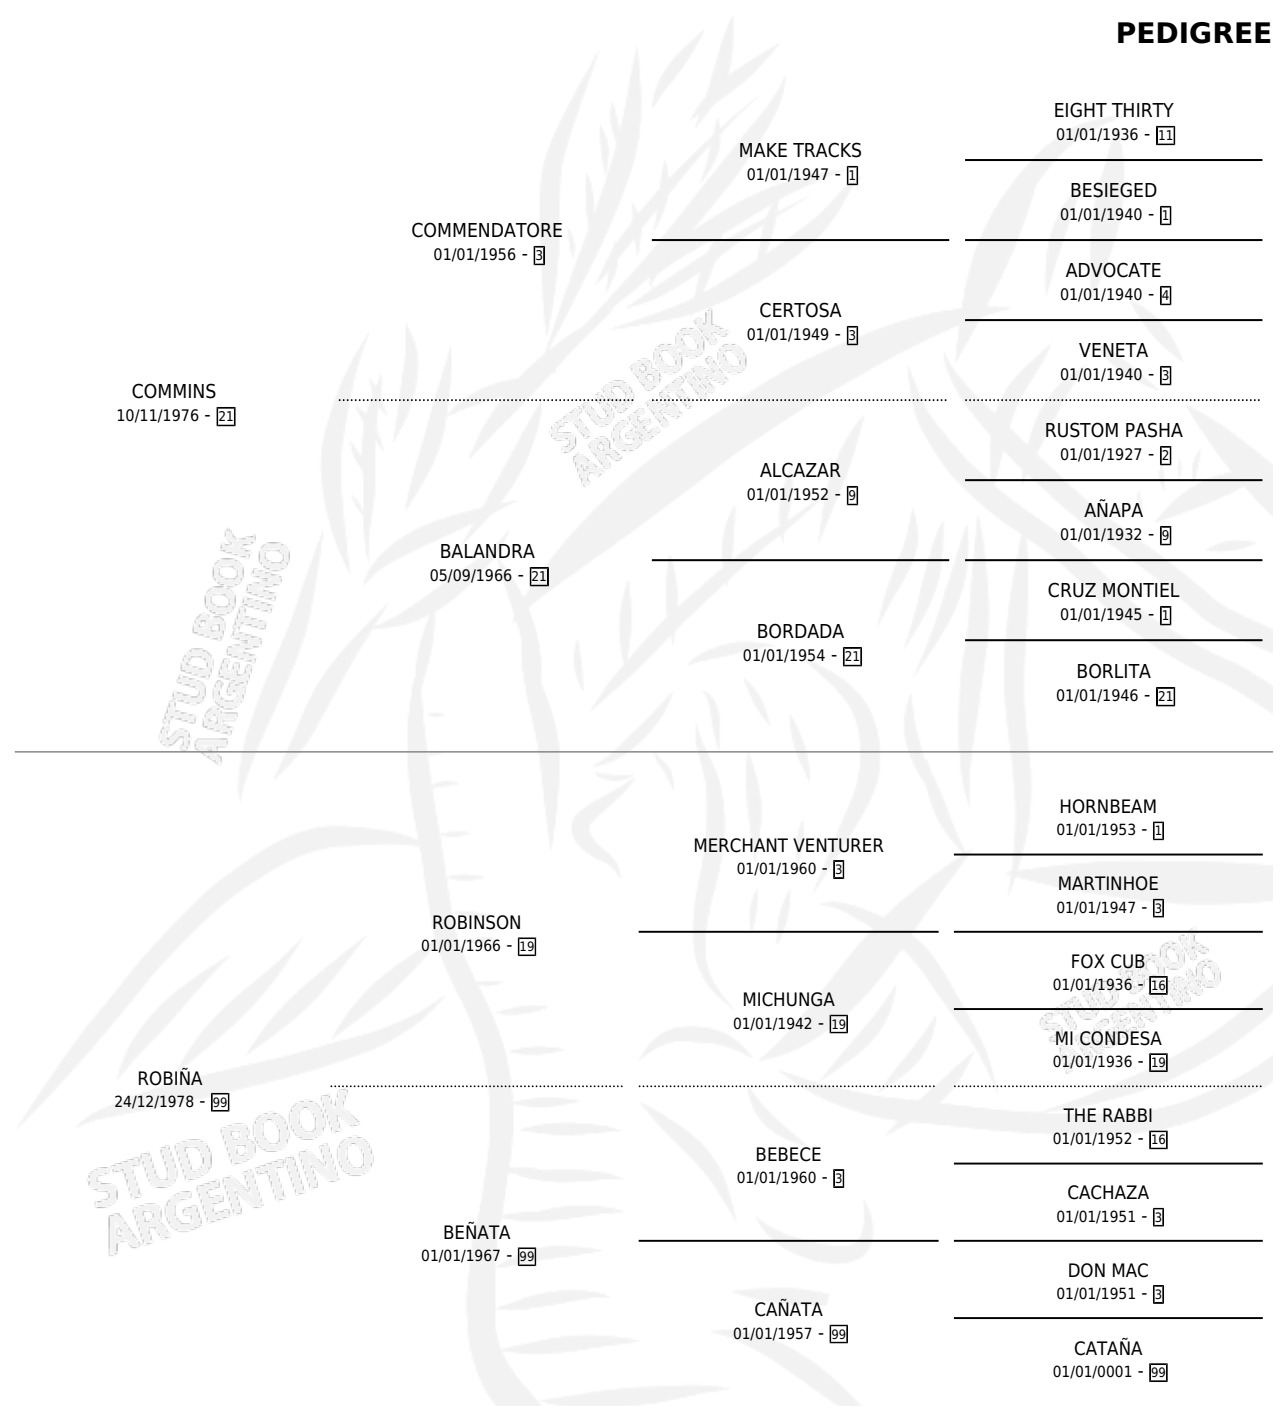 PEDIGREE
EIGHT THIRTY
01/01/1936 - 11
MAKE TRACKS
01/01/1947 - 1
BESIEGED
01/01/1940 - 1
COMMENDATORE
01/01/1956 - 3
ADVOCATE
01/01/1940 - 4
CERTOSA
01/01/1949 - 3
VENETA
01/01/1940 - 3
COMMINS
10/11/1976 - 21
RUSTOM PASHA
01/01/1927 - 2
ALCAZAR
01/01/1952 - 9
AÑAPA
01/01/1932 - 9
BALANDRA
05/09/1966 - 21
CRUZ MONTIEL
01/01/1945 - 1
BORDADA
01/01/1954 - 21
BORLITA
01/01/1946 - 21
HORNBEAM
01/01/1953 - 1
MERCHANT VENTURER
01/01/1960 - 3
MARTINHOE
01/01/1947 - 3
ROBINSON
01/01/1966 - 19
FOX CUB
01/01/1936 - 16
MICHUNGA
01/01/1942 - 19
MI CONDESA
01/01/1936 - 19
ROBIÑA
24/12/1978 - 99
THE RABBI
01/01/1952 - 16
BEBECE
01/01/1960 - 3
CACHAZA
01/01/1951 - 3
BEÑATA
01/01/1967 - 99
DON MAC
01/01/1951 - 3
CAÑATA
01/01/1957 - 99
CATAÑA
01/01/0001 - 99
STUD BOOK
ARGENTINO
STUD BOOK
ARGENTINO
STUD BOOK
ARGENTINO
STUD BOOK
ARGENTINO